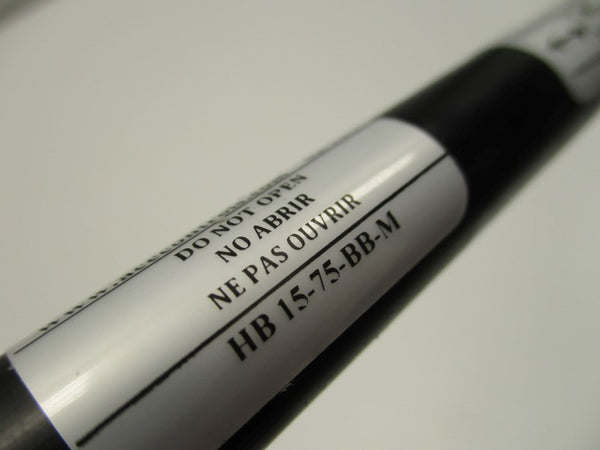 DO NOT OPEN
NO ABRIR
NE PAS OUVRIR
HB 15-75-BB-M